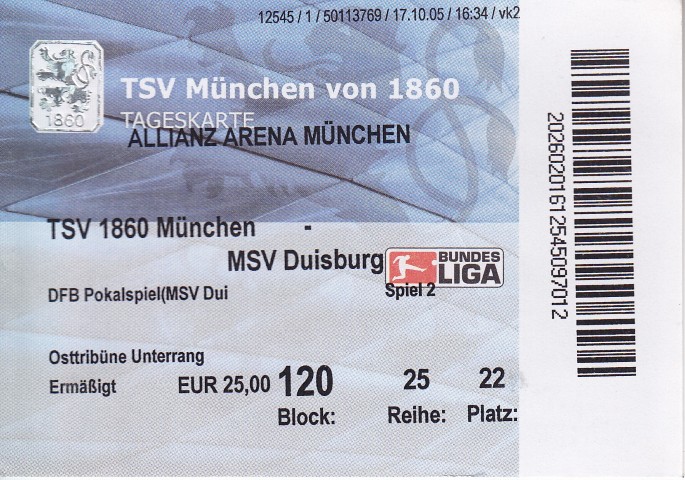 12545 / 1 / 50113769 / 17.10.05 / 16:34 / vk2
1860
TSV München von 1860
TAGESKARTE
ALLIANZ ARENA MÜNCHEN
TSV 1860 München -
MSV Duisburg
BUNDES
LIGA
DFB Pokalspiel(MSV Dui Spiel 2
Osttribüne Unterrang
Ermäßigt EUR 25,00 120 25 22
Block: Reihe: Platz:
20260201612545097012